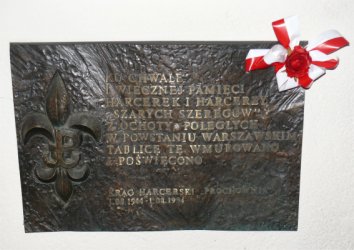 KU CHWALE
I WIECZNEJ PAMIĘCI
HARCEREK I HARCERZY
"SZARYCH SZEREGÓW"
Z OCHOTY POLEGŁYCH
W POWSTANIU WARSZAWSKIM
TABLICĘ TĘ WMUROWANO
I POŚWIĘCONO
KRĄG HARCERSKI
1.08.1944 - 1.08.1994